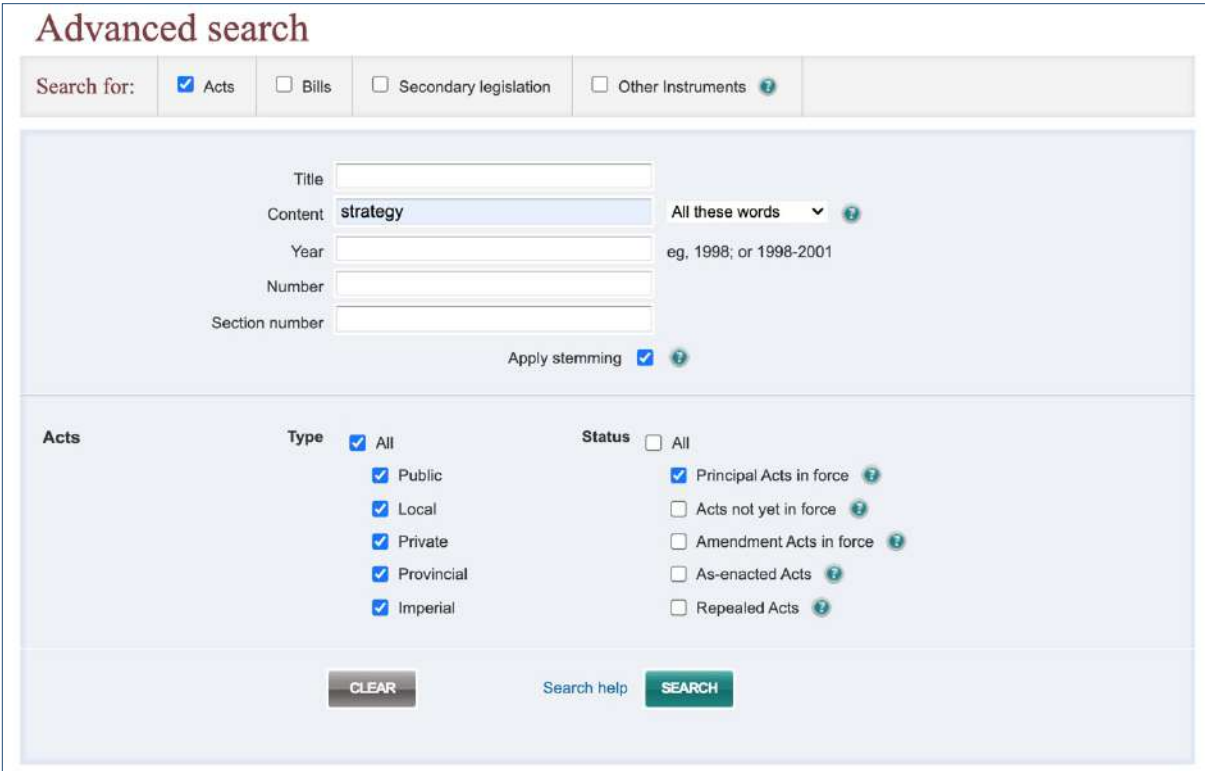 Advanced search
Search for: Acts Bills Secondary legislation Other Instruments ?
Title
Content strategy All these words ?
Year eg, 1998; or 1998-2001
Number
Section number
Apply stemming ?
Acts Type All Status All
Public Principal Acts in force ?
Local Acts not yet in force ?
Private Amendment Acts in force ?
Provincial As-enacted Acts ?
Imperial Repealed Acts ?
CLEAR Search help SEARCH